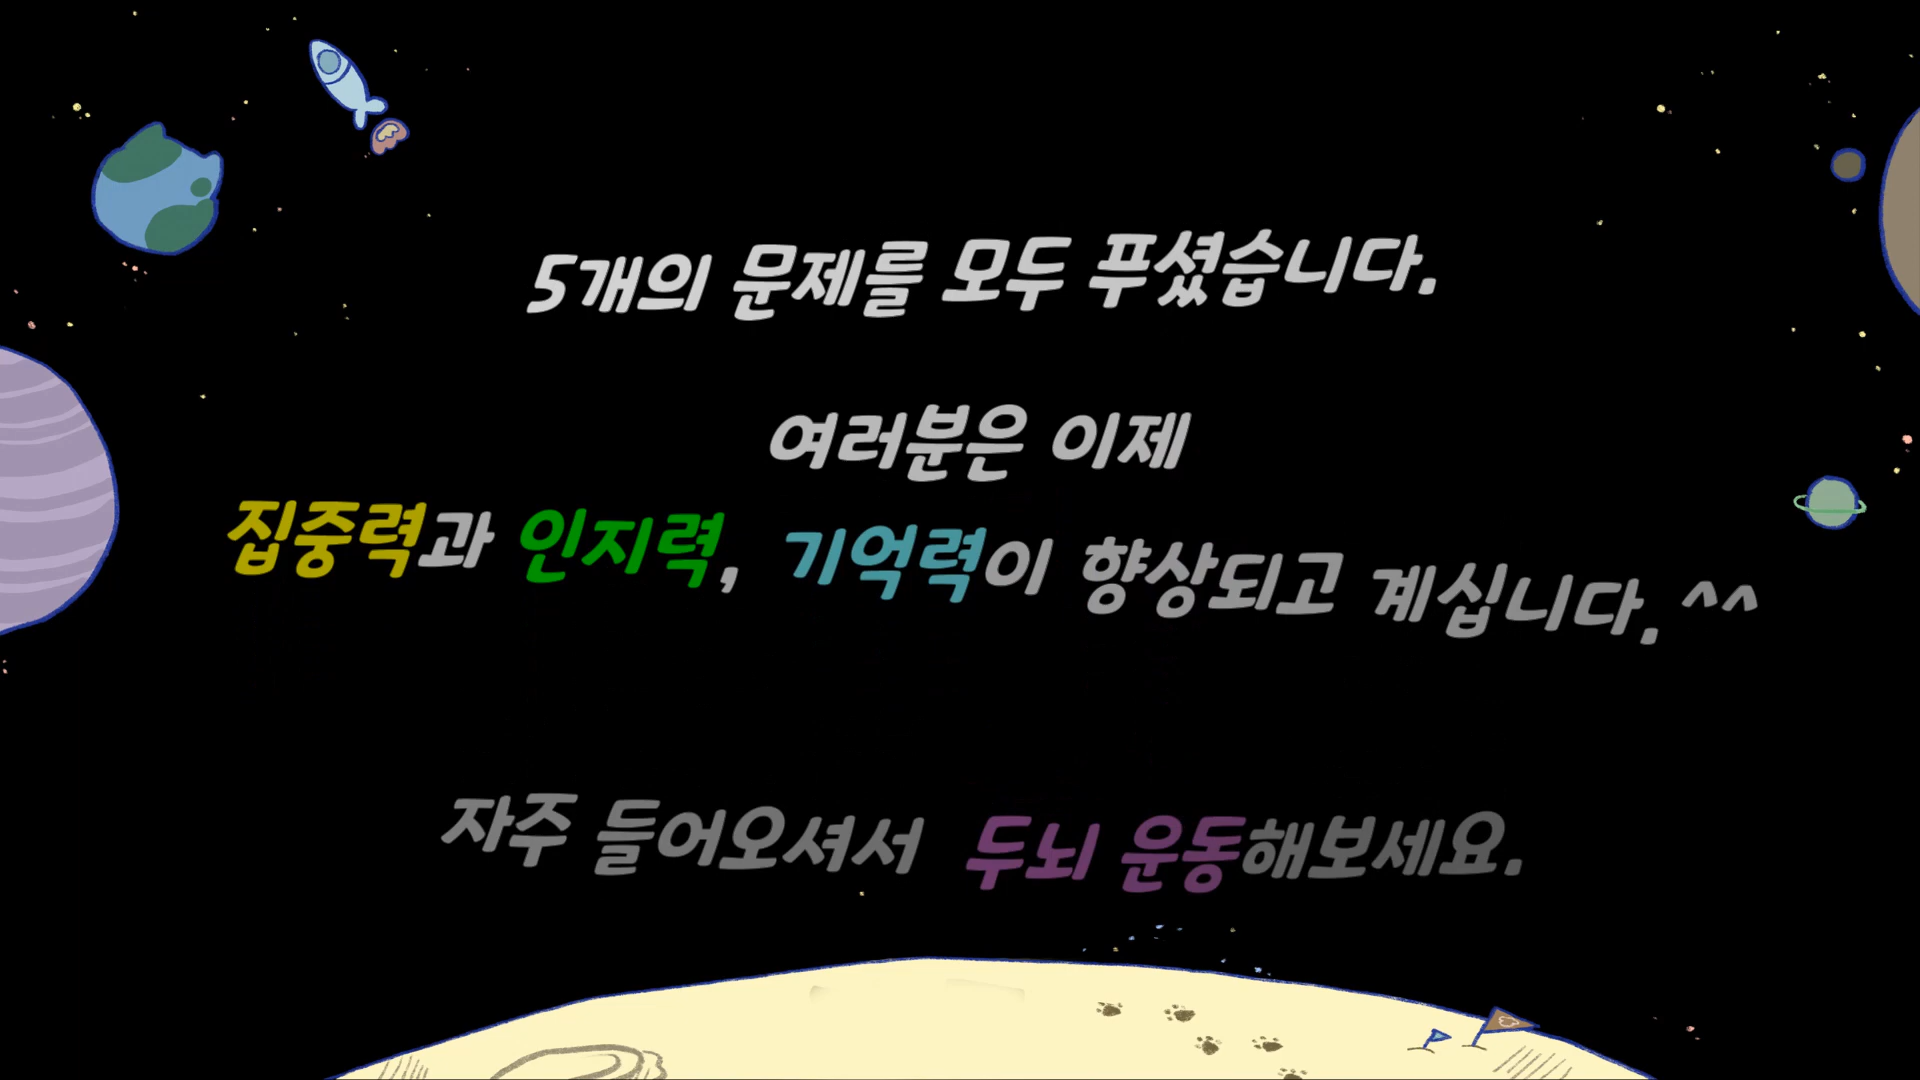 5개의 문제를 모두 푸셨습니다.
여러분은 이제
집중력과 인지력, 기억력이 향상되고 계십니다.^^
자주 들어오셔서 두뇌 운동해보세요.